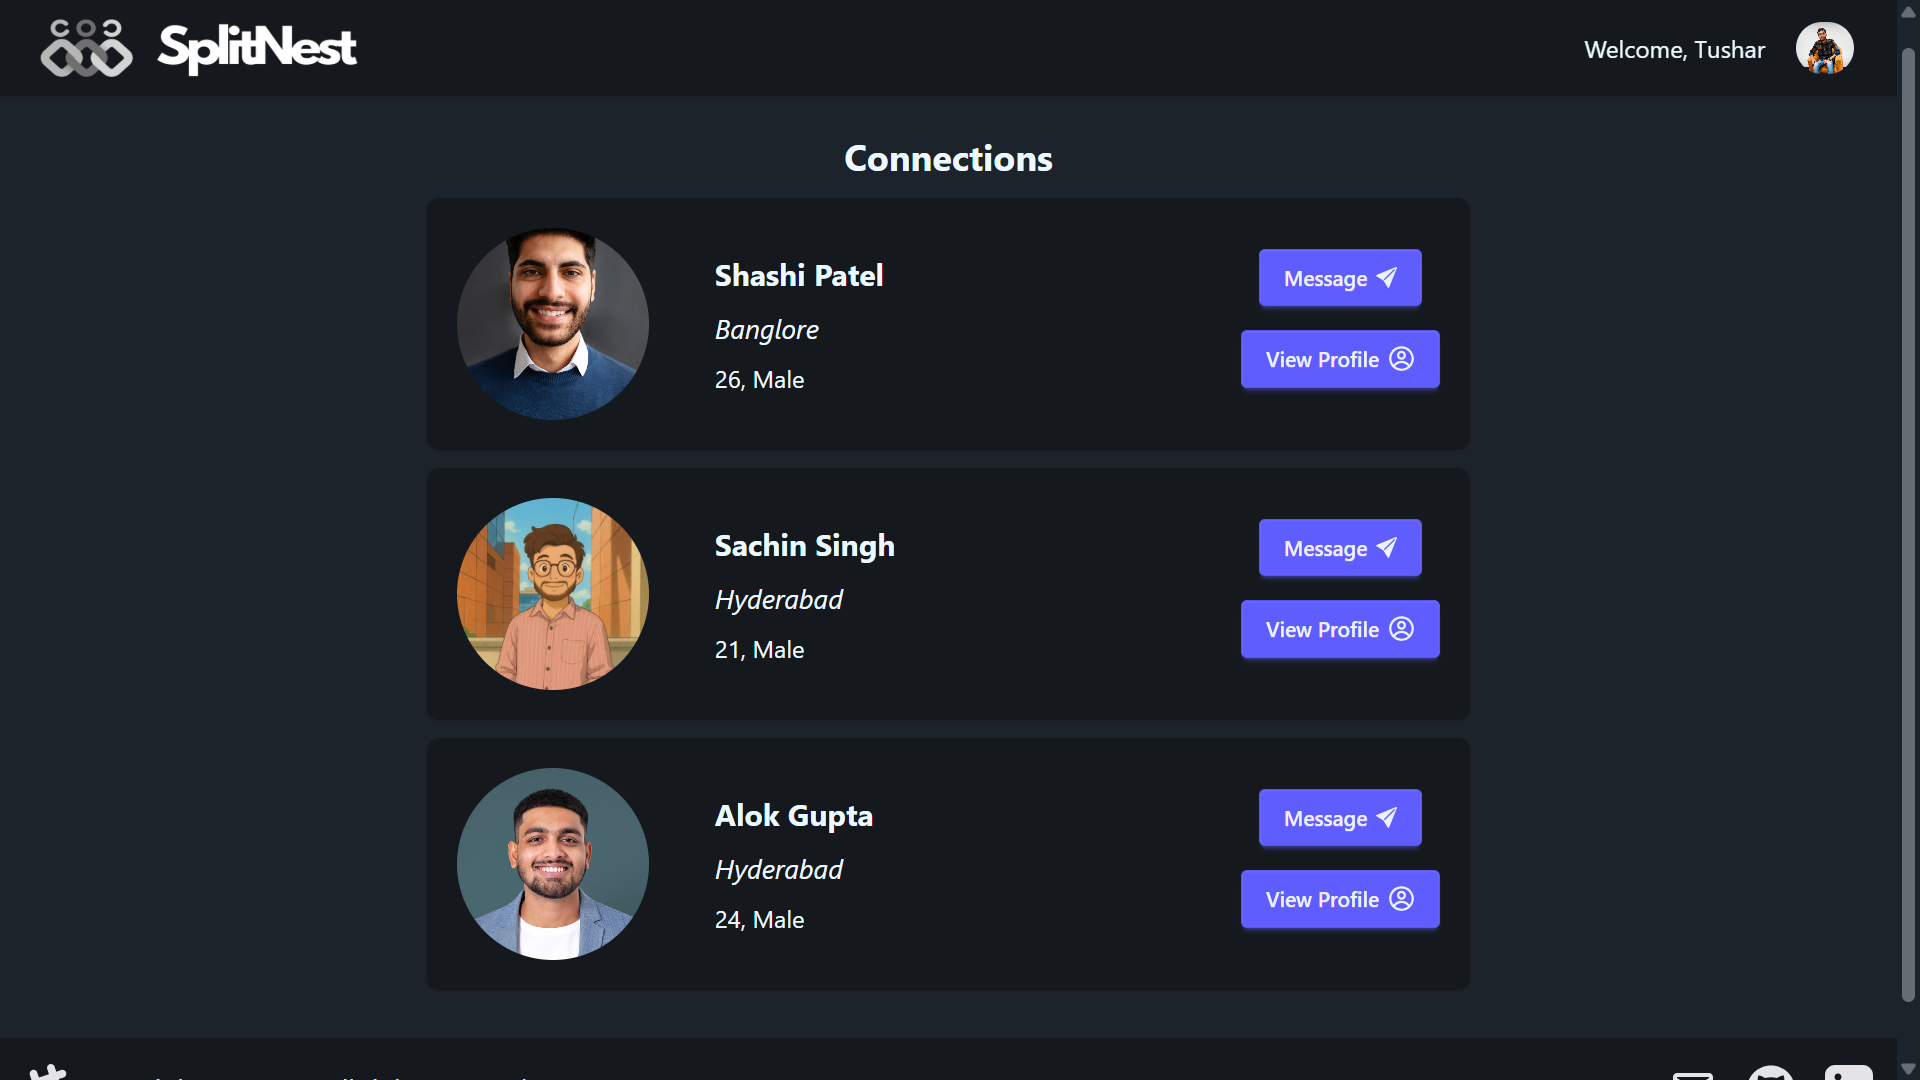 SplitNest
Welcome, Tushar
Connections
Shashi Patel
Banglore
26, Male
Message
View Profile
Sachin Singh
Hyderabad
21, Male
Message
View Profile
Alok Gupta
Hyderabad
24, Male
Message
View Profile